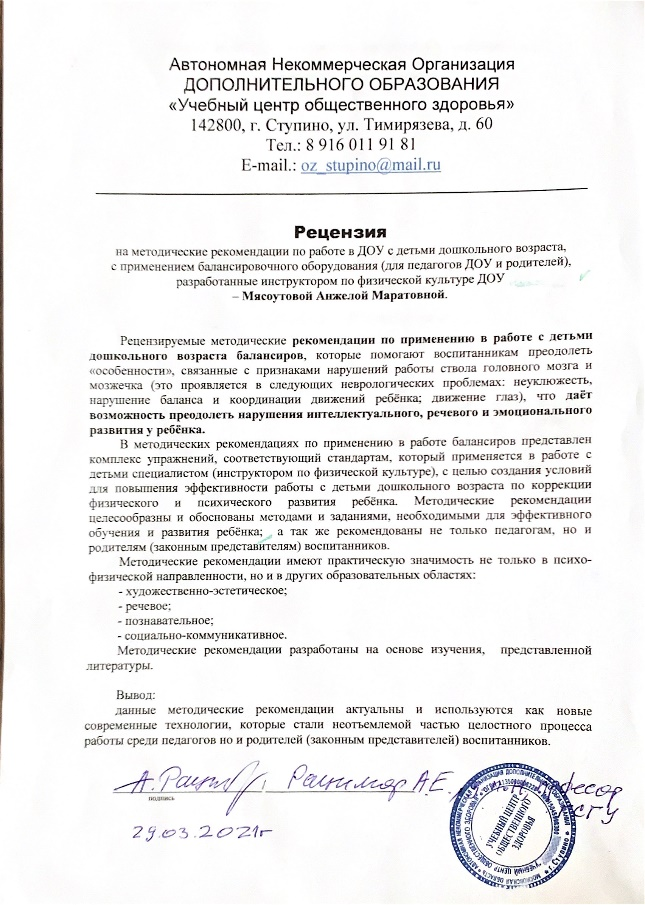 Автономная Некоммерческая Организация
ДОПОЛНИТЕЛЬНОГО ОБРАЗОВАНИЯ
«Учебный центр общественного здоровья»
142800, г. Ступино, ул. Тимирязева, д. 60
Тел.: 8 916 011 91 81
E-mail.: oz_stupino@mail.ru
Рецензия
на методические рекомендации по работе в ДОУ с детьми дошкольного возраста,
с применением балансировочного оборудования (для педагогов ДОУ и родителей),
разработанные инструктором по физической культуре ДОУ
– Мясоутовой Анжелой Маратовной.
Рецензируемые методические рекомендации по применению в работе с детьми
дошкольного возраста балансиров, которые помогают воспитанникам преодолеть
«особенности», связанные с признаками нарушений работы ствола головного мозга и
мозжечка (это проявляется в следующих неврологических проблемах: неуклюжесть,
нарушение баланса и координации движений ребёнка; движение глаз), что даёт
возможность преодолеть нарушения интеллектуального, речевого и эмоционального
развития у ребёнка.
В методических рекомендациях по применению в работе балансиров представлен
комплекс упражнений, соответствующий стандартам, который применяется в работе с
детьми специалистом (инструктором по физической культуре), с целью создания условий
для повышения эффективности работы с детьми дошкольного возраста по коррекции
физического и психического развития ребёнка. Методические рекомендации
целесообразны и обоснованы методами и заданиями, необходимыми для эффективного
обучения и развития ребёнка; а так же рекомендованы не только педагогам, но и
родителям (законным представителям) воспитанников.
Методические рекомендации имеют практическую значимость не только в психо-
физической направленности, но и в других образовательных областях:
- художественно-эстетическое;
- речевое;
- познавательное;
- социально-коммуникативное.
Методические рекомендации разработаны на основе изучения, представленной
литературы.
Вывод:
данные методические рекомендации актуальны и используются как новые
современные технологии, которые стали неотъемлемой частью целостного процесса
работы среди педагогов но и родителей (законным представителей) воспитанников.
А.Е.
подпись
29.03.2021г
УЧЕБНЫЙ ЦЕНТР
ОБЩЕСТВЕННОГО
ЗДОРОВЬЯ